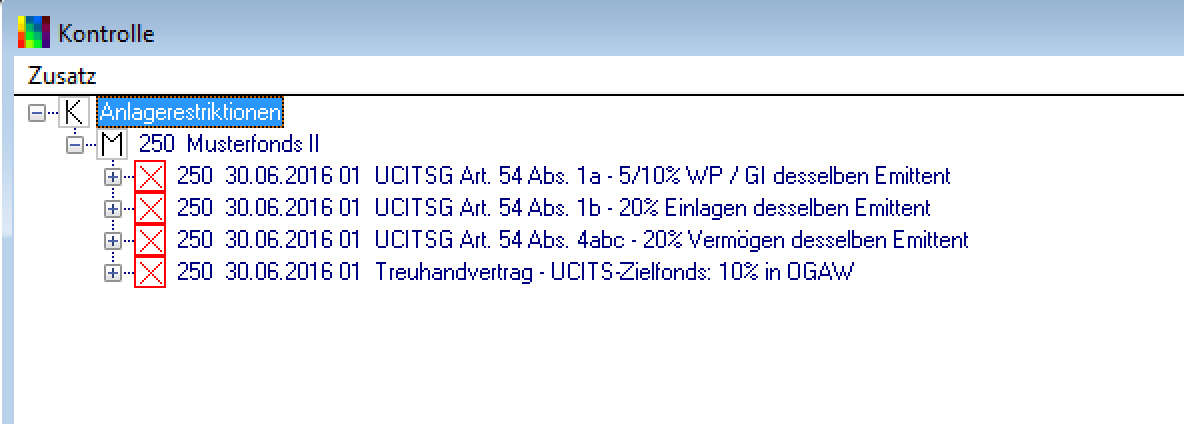 Kontrolle
Zusatz
K Anlagerestriktionen
M 250 Musterfonds II
250 30.06.2016 01 UCITSG Art. 54 Abs. 1a - 5/10% WP / GI desselben Emittent
250 30.06.2016 01 UCITSG Art. 54 Abs. 1b - 20% Einlagen desselben Emittent
250 30.06.2016 01 UCITSG Art. 54 Abs. 4abc - 20% Vermögen desselben Emittent
250 30.06.2016 01 Treuhandvertrag - UCITS-Zielfonds: 10% in OGAW